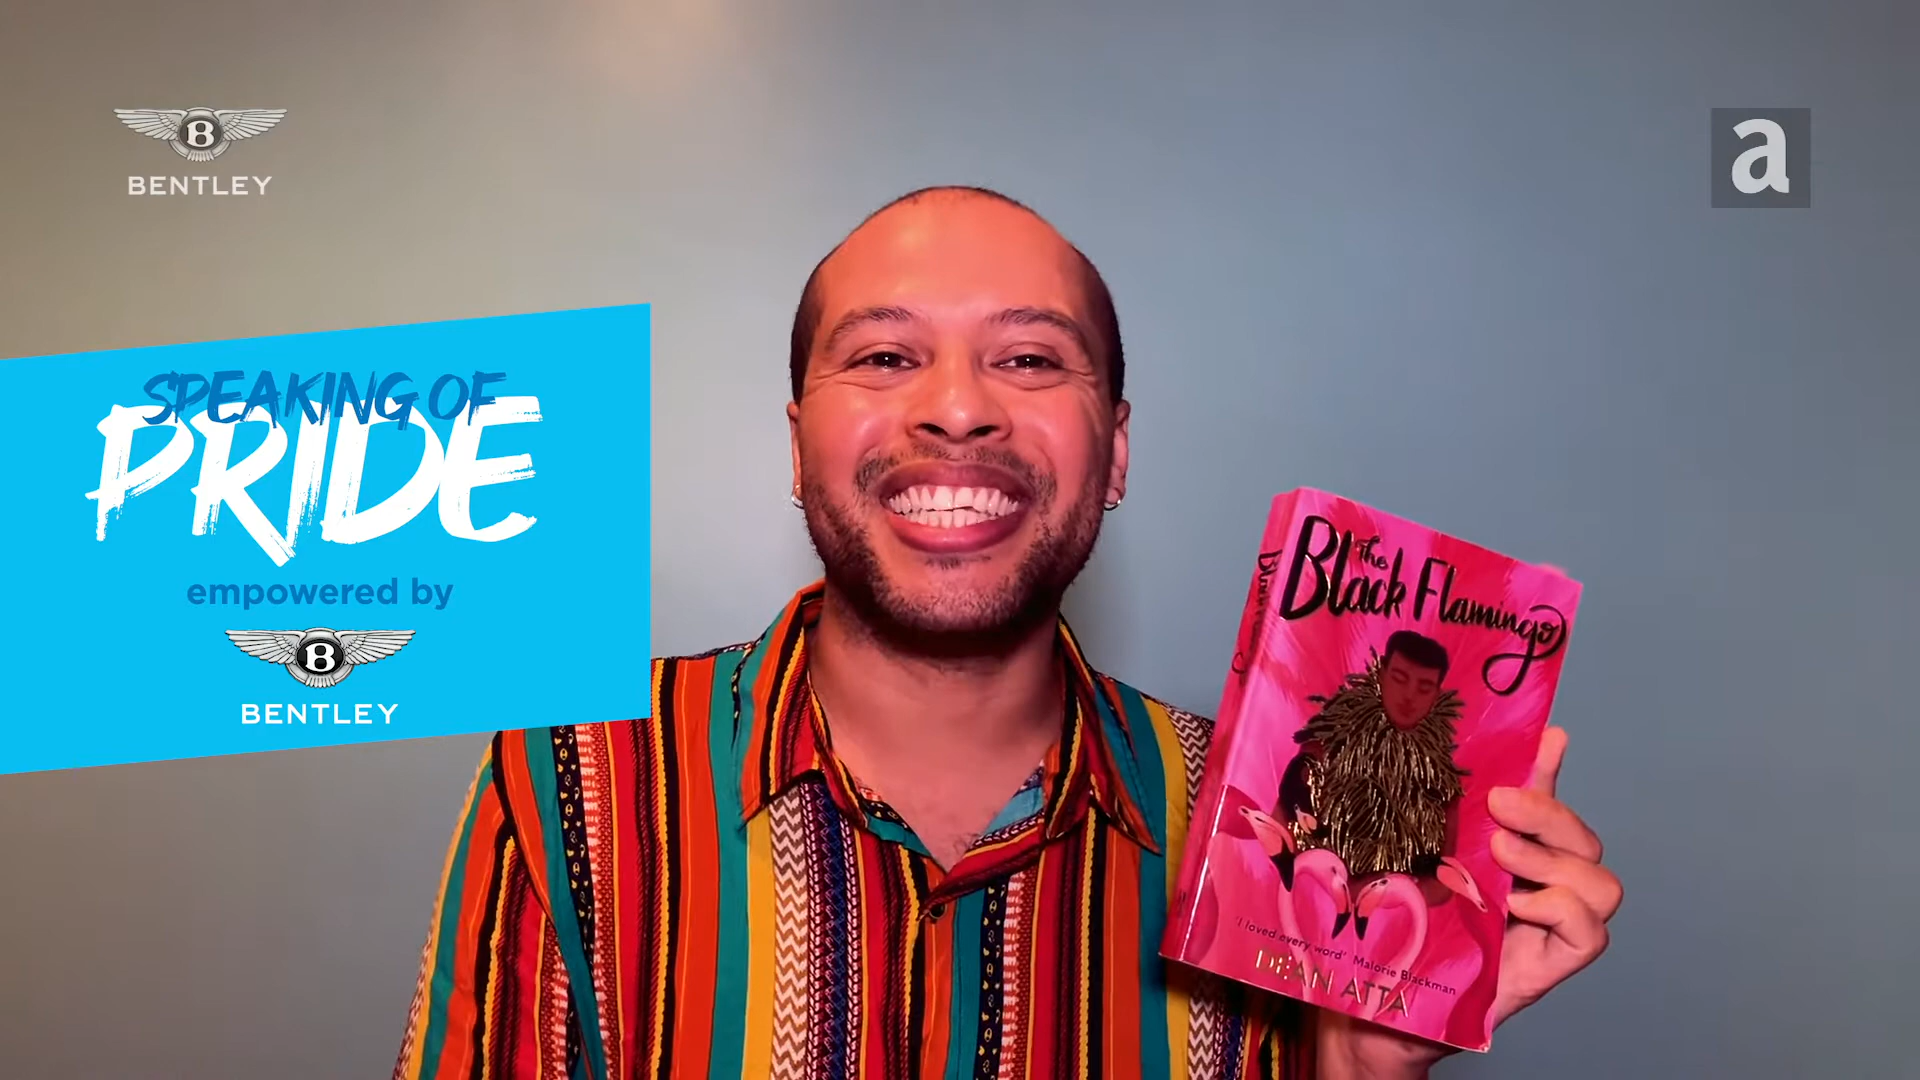 BENTLEY
a
SPEAKING OF
PRIDE
empowered by
B
BENTLEY
The
Black Flamingo
'I loved every word' Malorie Blackman
DEAN ATTA